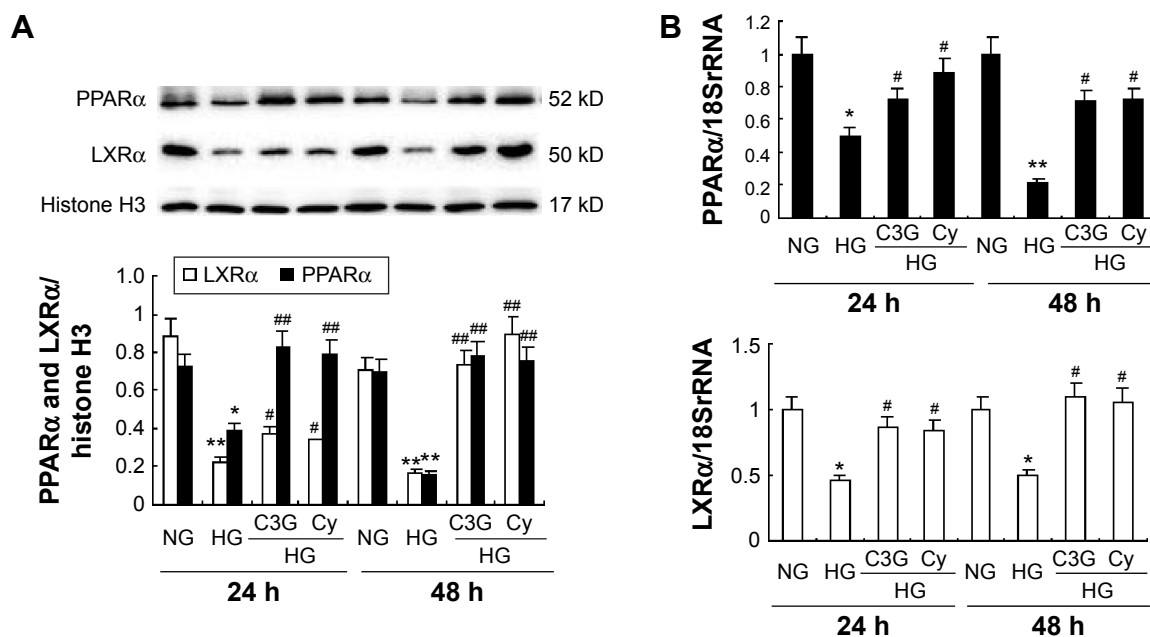 A
PPARα 52 kD
LXRα 50 kD
Histone H3 17 kD
LXRα PPARα
PPARα and LXRα/
histone H3
1.0
1
0.8
0.6
0.4
0.2
0
** * # ## # ## ** ** ## ## ## ##
NG HG C3G Cy NG HG C3G Cy
HG HG
24 h 48 h
B
PPARα/18SrRNA
1.2
1
0.8
0.6
0.4
0.2
0
* # # ** # #
NG HG C3G Cy NG HG C3G Cy
HG HG
24 h 48 h
LXRα/18SrRNA
1.5
1
0.5
0
* # # * # #
NG HG C3G Cy NG HG C3G Cy
HG HG
24 h 48 h